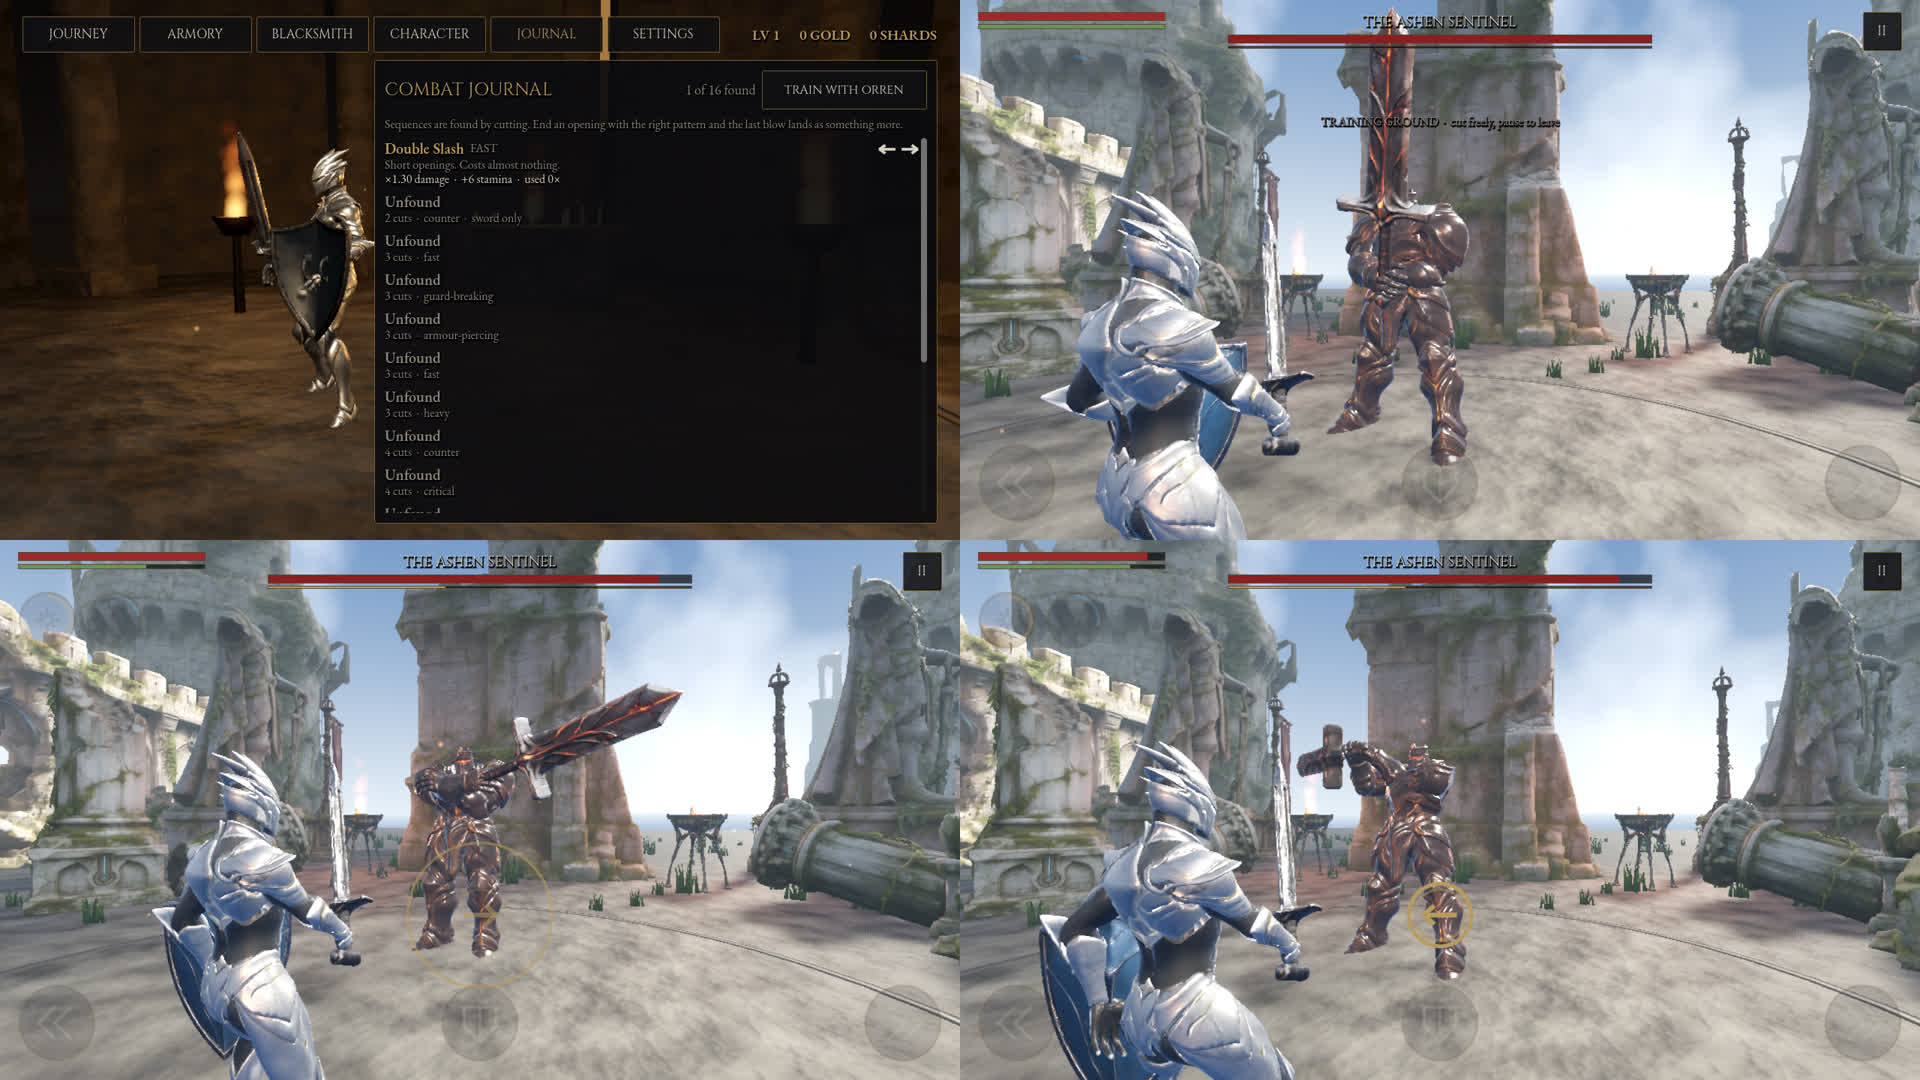 JOURNEY ARMORY BLACKSMITH CHARACTER JOURNAL SETTINGS LV 1 0 GOLD 0 SHARDS
COMBAT JOURNAL 1 of 16 found TRAIN WITH ORREN
Sequences are found by cutting. End an opening with the right pattern and the last blow lands as something more.
Double Slash FAST
Short openings. Costs almost nothing.
×1.30 damage · +6 stamina · used 0×
Unfound
2 cuts · counter · sword only
Unfound
3 cuts · fast
Unfound
3 cuts · guard-breaking
Unfound
3 cuts · armour-piercing
Unfound
3 cuts · fast
Unfound
3 cuts · heavy
Unfound
4 cuts · counter
Unfound
4 cuts · critical
Unfound
THE ASHEN SENTINEL
TRAINING GROUND · cut freely, pause to leave
THE ASHEN SENTINEL
THE ASHEN SENTINEL